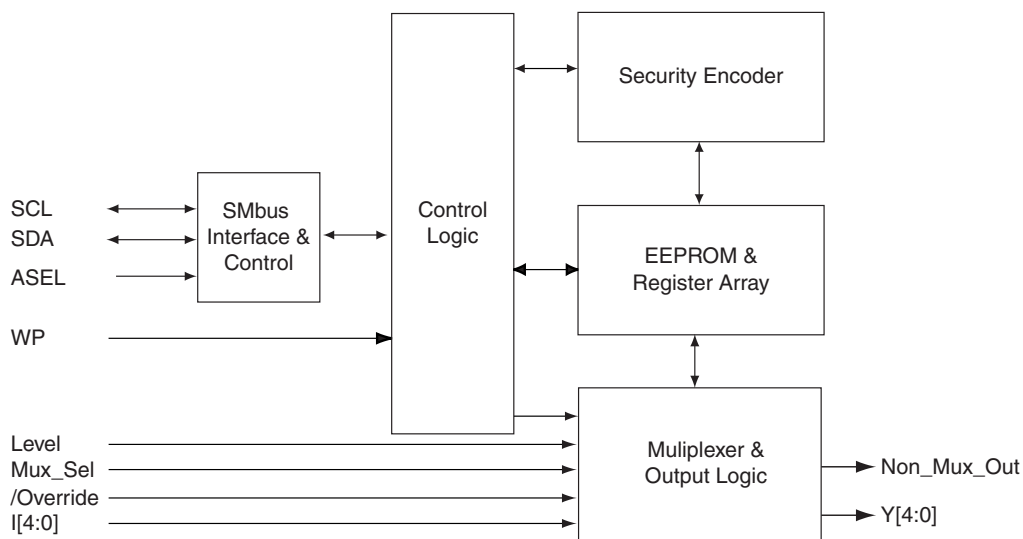 Security Encoder
SCL
SDA
ASEL
SMbus
Interface &
Control
Control
Logic
EEPROM &
Register Array
WP
Level
Mux_Sel
/Override
I[4:0]
Muliplexer &
Output Logic
Non_Mux_Out
Y[4:0]